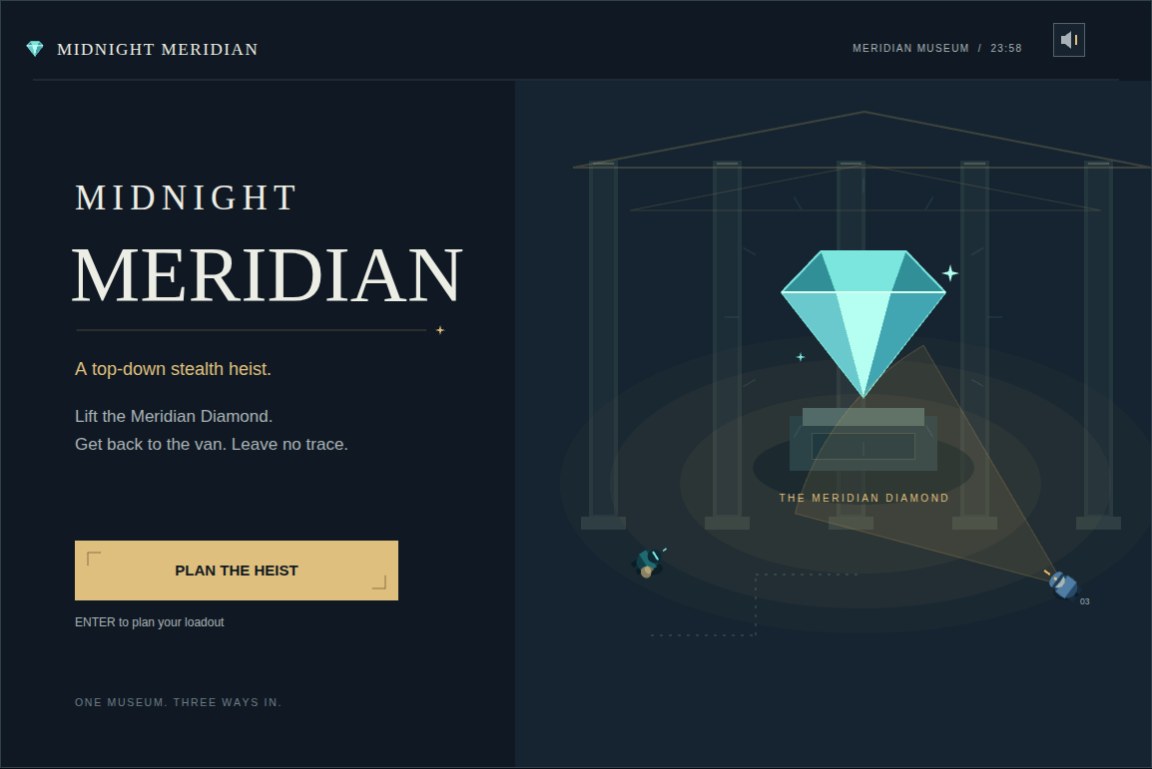 MIDNIGHT MERIDIAN
MERIDIAN MUSEUM / 23:58
MIDNIGHT
MERIDIAN
A top-down stealth heist.
Lift the Meridian Diamond.
Get back to the van. Leave no trace.
PLAN THE HEIST
ENTER to plan your loadout
ONE MUSEUM. THREE WAYS IN.
THE MERIDIAN DIAMOND
03